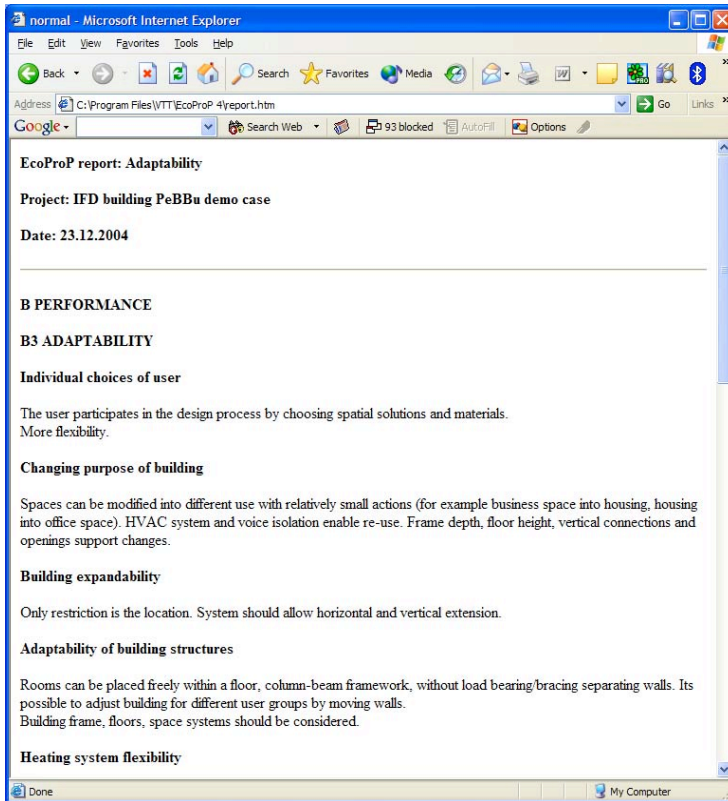 normal - Microsoft Internet Explorer
File Edit View Favorites Tools Help
Back Search Favorites Media
Address C:\Program Files\VTT\EcoProP 4\report.htm Go Links »
Google Search Web 93 blocked AutoFill Options
EcoProP report: Adaptability
Project: IFD building PeBBu demo case
Date: 23.12.2004
B PERFORMANCE
B3 ADAPTABILITY
Individual choices of user
The user participates in the design process by choosing spatial solutions and materials.
More flexibility.
Changing purpose of building
Spaces can be modified into different use with relatively small actions (for example business space into housing, housing
into office space). HVAC system and voice isolation enable re-use. Frame depth, floor height, vertical connections and
openings support changes.
Building expandability
Only restriction is the location. System should allow horizontal and vertical extension.
Adaptability of building structures
Rooms can be placed freely within a floor, column-beam framework, without load bearing/bracing separating walls. Its
possible to adjust building for different user groups by moving walls.
Building frame, floors, space systems should be considered.
Heating system flexibility
Done My Computer